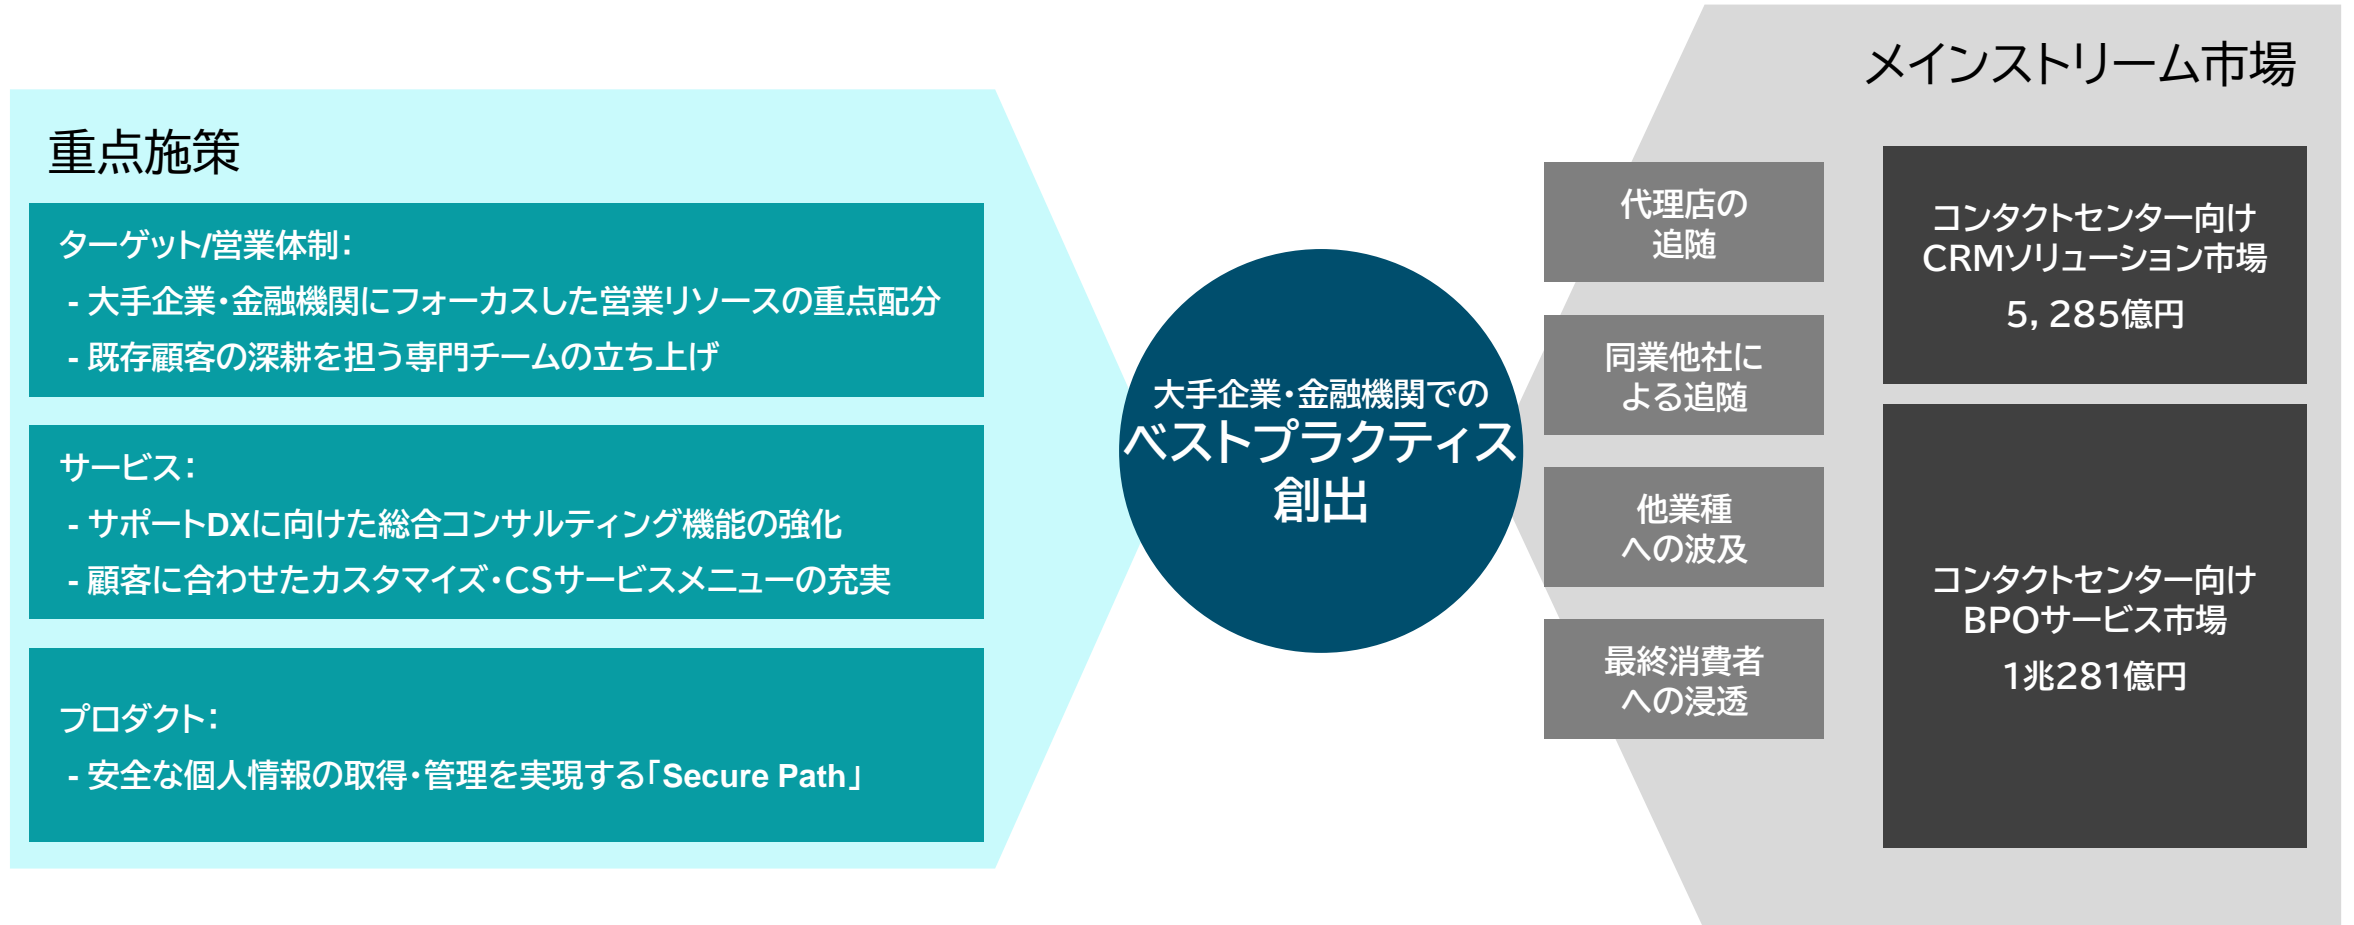 重点施策
ターゲット/営業体制：
- 大手企業・金融機関にフォーカスした営業リソースの重点配分
- 既存顧客の深耕を担う専門チームの立ち上げ
サービス：
- サポートDXに向けた総合コンサルティング機能の強化
- 顧客に合わせたカスタマイズ・CSサービスメニューの充実
プロダクト：
- 安全な個人情報の取得・管理を実現する「Secure Path」
大手企業・金融機関での
ベストプラクティス
創出
メインストリーム市場
代理店の
追随
同業他社に
よる追随
他業種
への波及
最終消費者
への浸透
コンタクトセンター向け
CRMソリューション市場
5，285億円
コンタクトセンター向け
BPOサービス市場
1兆281億円